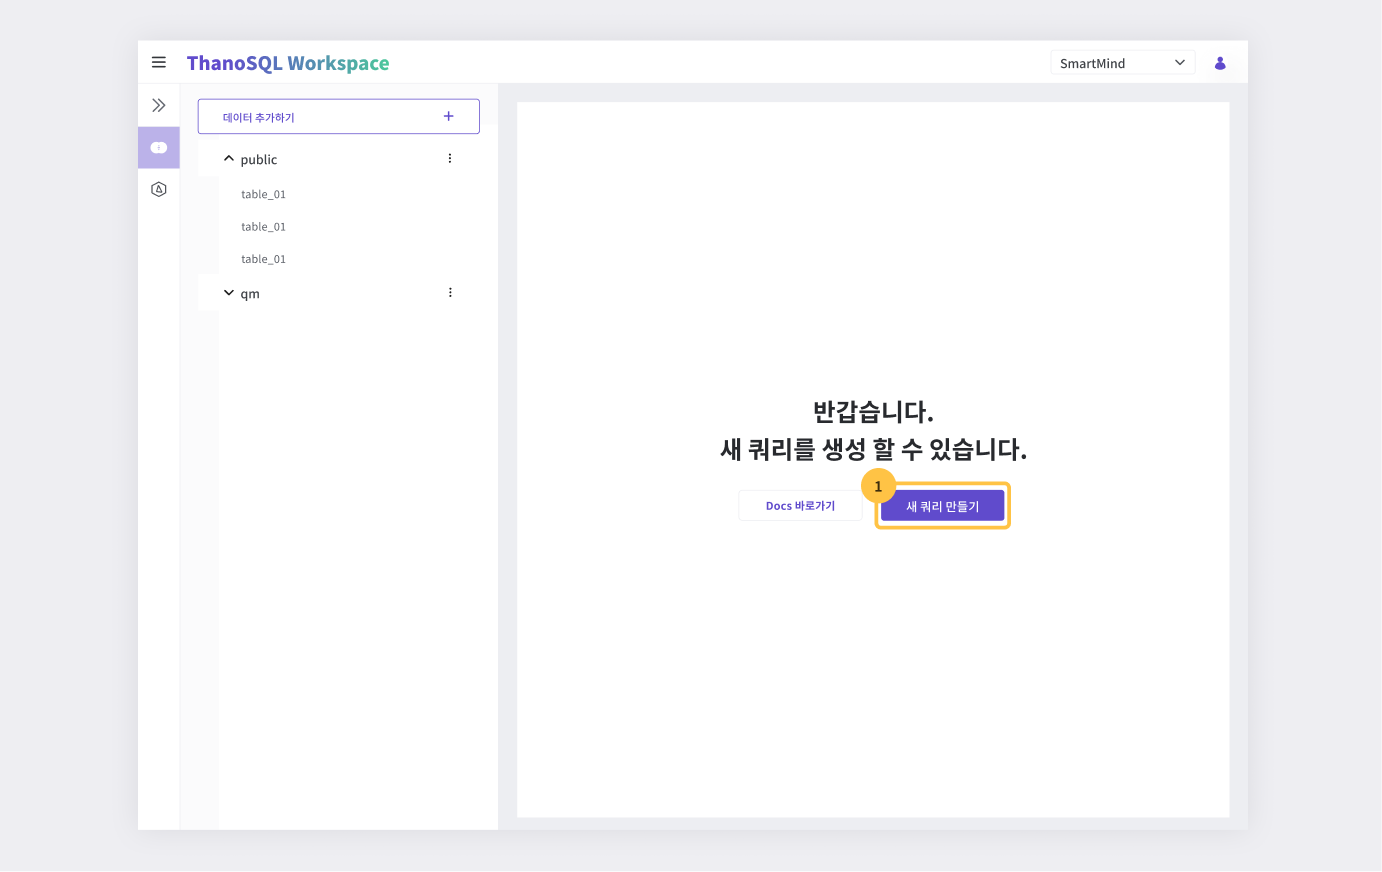 ThanoSQL Workspace
SmartMind
데이터 추가하기
public
table_01
table_01
table_01
qm
반갑습니다.
새 쿼리를 생성 할 수 있습니다.
1
Docs 바로가기
새 쿼리 만들기